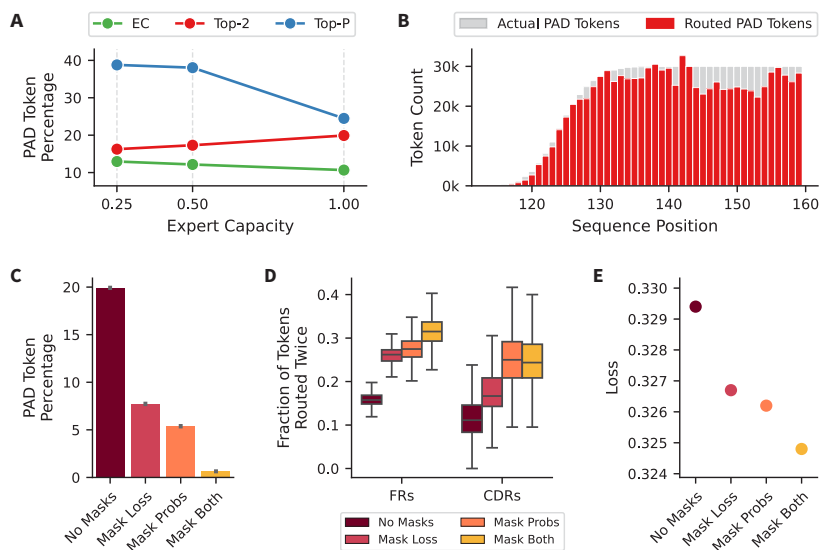 A
EC
Top-2
Top-P
PAD Token
Percentage
40
30
20
10
0.25
0.50
1.00
Expert Capacity
B
Actual PAD Tokens
Routed PAD Tokens
Token Count
30k
20k
10k
0k
120
130
140
150
160
Sequence Position
C
PAD Token
Percentage
20
15
10
5
0
No Masks
Mask Loss
Mask Probs
Mask Both
D
Fraction of Tokens
Routed Twice
0.4
0.3
0.2
0.1
0.0
FRs
CDRs
No Masks
Mask Probs
Mask Loss
Mask Both
E
Loss
0.330
0.329
0.328
0.327
0.326
0.325
0.324
No Masks
Mask Loss
Mask Probs
Mask Both